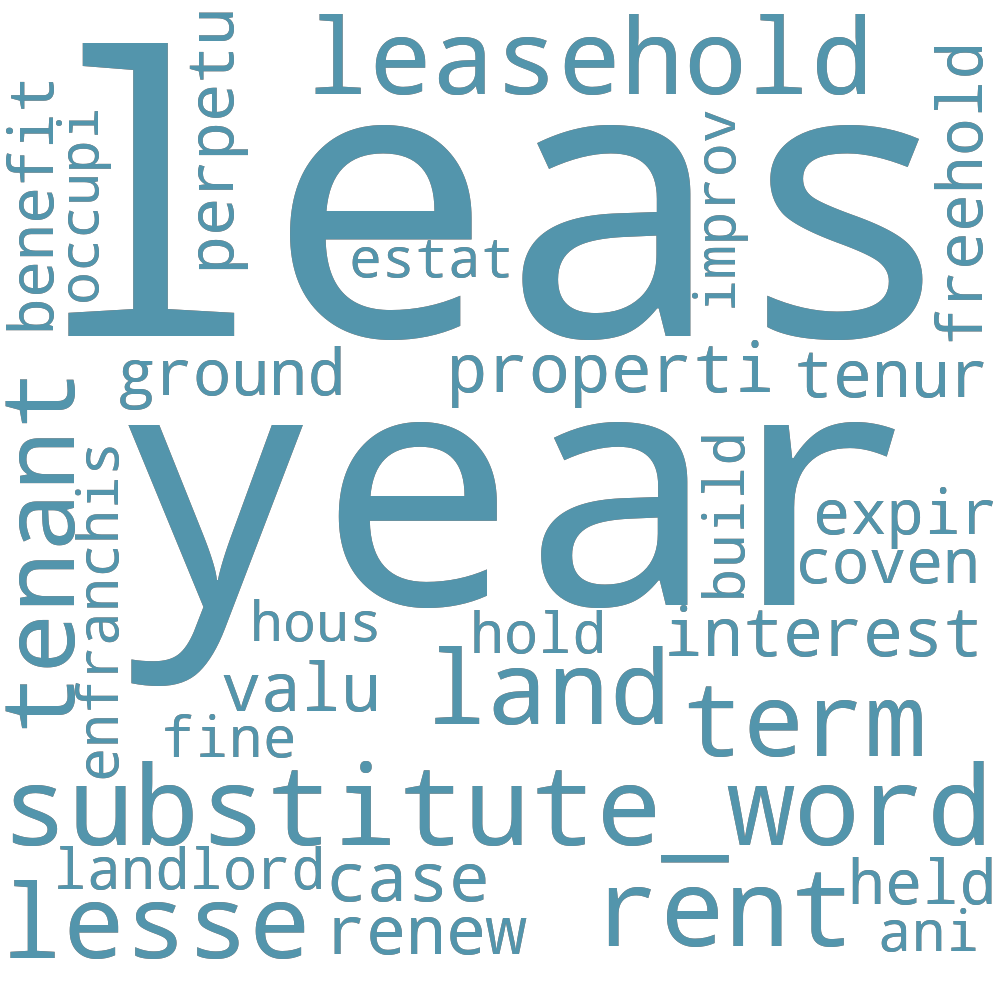 leasehold
perpetu
benefit
occupi
leas
improv
freehold
estat
ground
properti
tenur
tenant
year
enfranchis
build
expir
coven
hous
hold
interest
valu
land
term
fine
substitute_word
landlord
case
held
lesse
renew
rent
ani